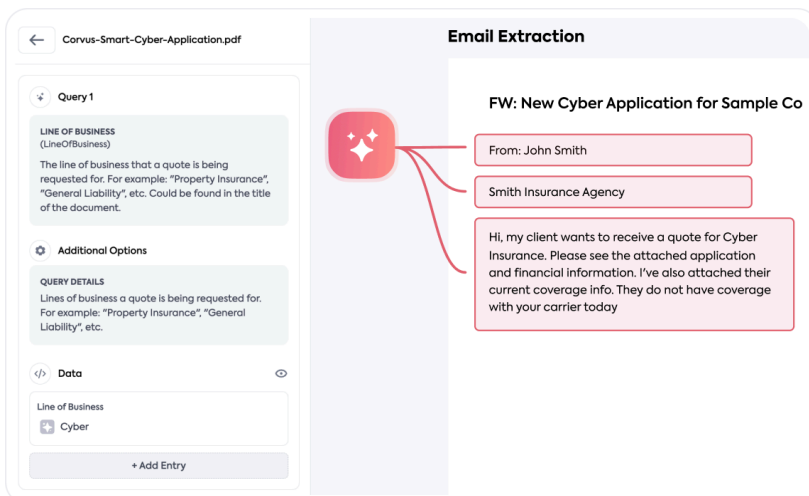 Corvus-Smart-Cyber-Application.pdf
Query 1
LINE OF BUSINESS
(LineOfBusiness)
The line of business that a quote is being
requested for. For example: "Property Insurance",
"General Liability", etc. Could be found in the title
of the document.
Additional Options
QUERY DETAILS
Lines of business a quote is being requested for.
For example: "Property Insurance", "General
Liability", etc.
</> Data
Line of Business
Cyber
+ Add Entry
Email Extraction
FW: New Cyber Application for Sample Co
From: John Smith
Smith Insurance Agency
Hi, my client wants to receive a quote for Cyber
Insurance. Please see the attached application
and financial information. I've also attached their
current coverage info. They do not have coverage
with your carrier today